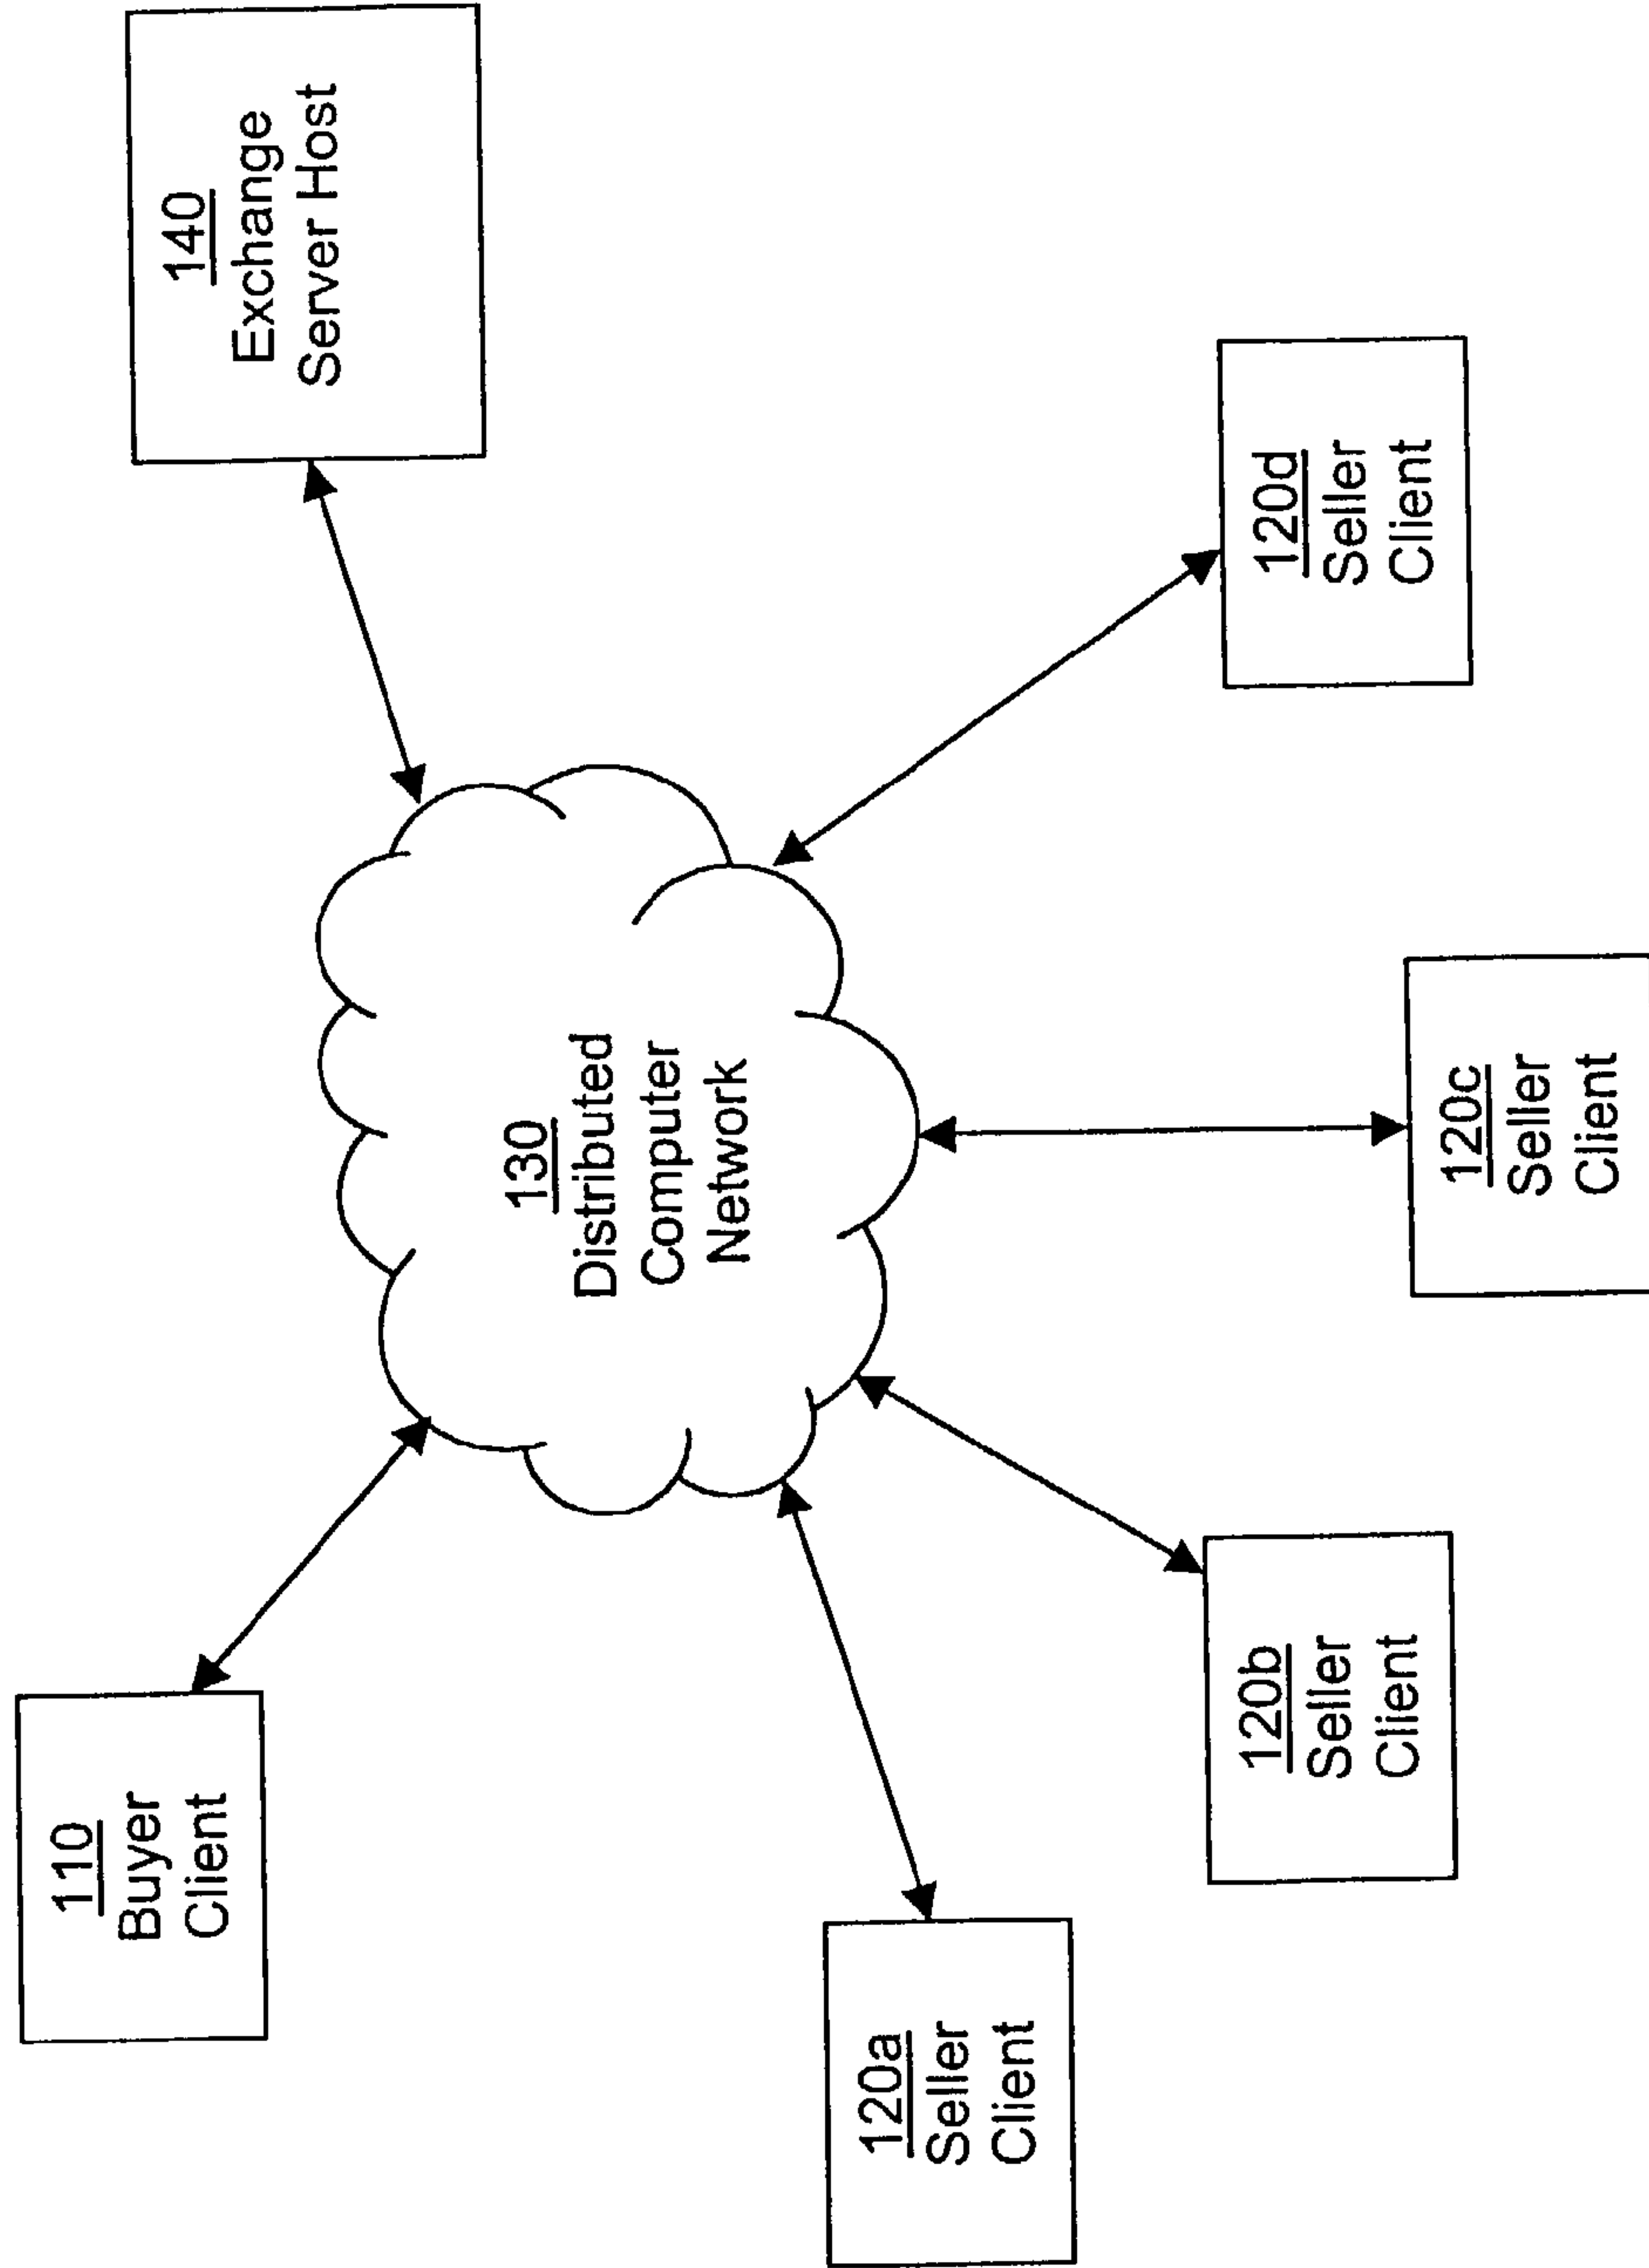 110
Buyer
Client
140
Exchange
Server Host
130
Distributed
Computer
Network
120a
Seller
Client
120b
Seller
Client
120c
Seller
Client
120d
Seller
Client